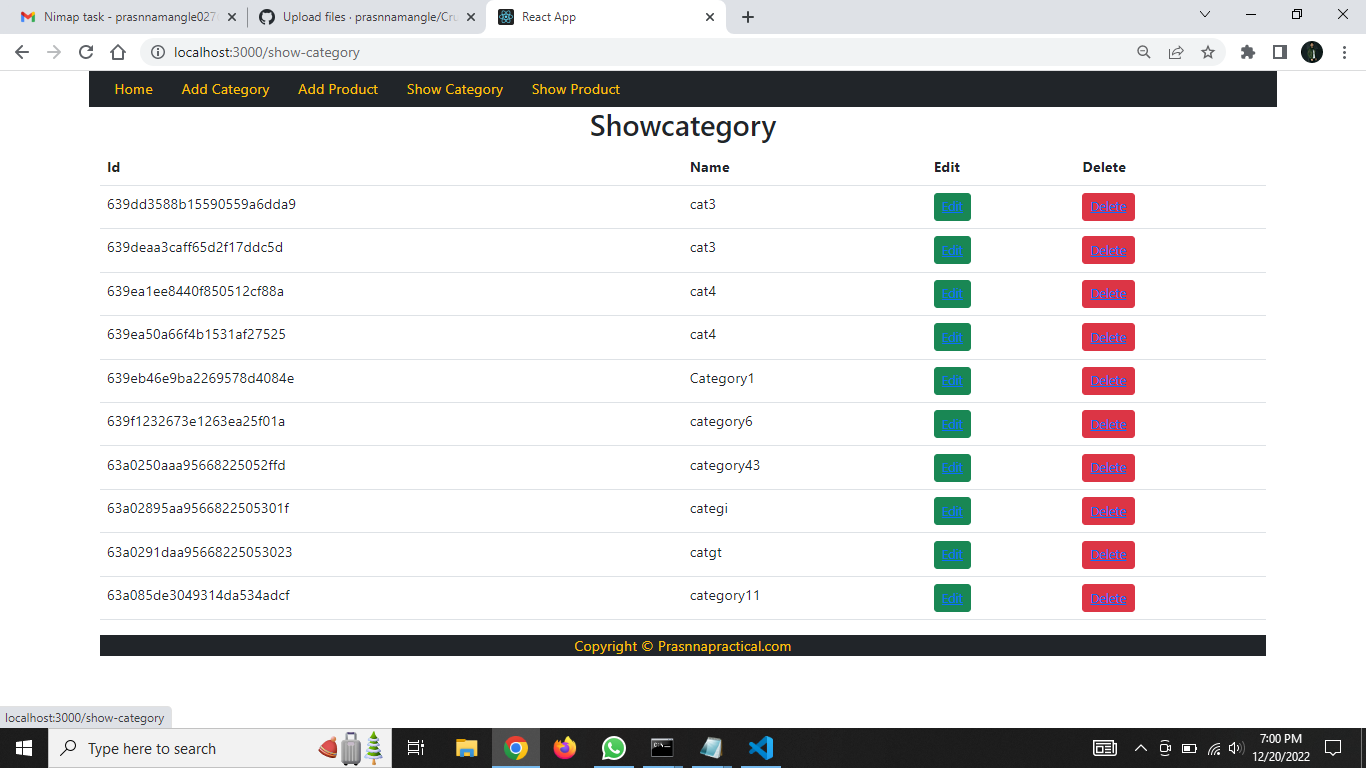 Nimap task - prasnnamangle027
Upload files · prasnnamangle/Cru
React App
localhost:3000/show-category
Home Add Category Add Product Show Category Show Product
Showcategory
Id Name Edit Delete
639dd3588b15590559a6dda9 cat3 Edit Delete
639deaa3caff65d2f17ddc5d cat3 Edit Delete
639ea1ee8440f850512cf88a cat4 Edit Delete
639ea50a66f4b1531af27525 cat4 Edit Delete
639eb46e9ba2269578d4084e Category1 Edit Delete
639f1232673e1263ea25f01a category6 Edit Delete
63a0250aaa95668225052ffd category43 Edit Delete
63a02895aa9566822505301f categi Edit Delete
63a0291daa95668225053023 catgt Edit Delete
63a085de3049314da534adcf category11 Edit Delete
Copyright © Prasnnapractical.com
localhost:3000/show-category
Type here to search
7:00 PM
12/20/2022